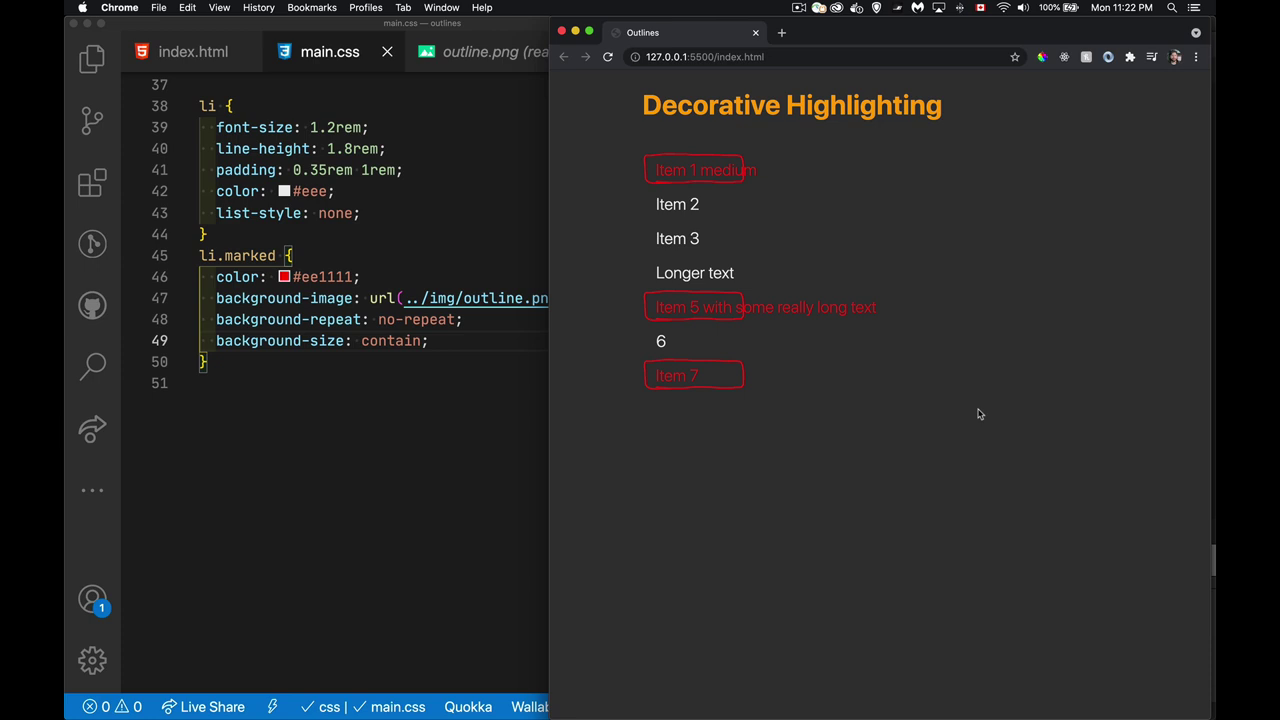 Chrome File Edit View History Bookmarks Profiles Tab Window Help 100% Mon 11:22 PM
main.css — outlines
index.html main.css outline.png (rea
Outlines
127.0.0.1:5500/index.html
37
38 li {
39 font-size: 1.2rem;
40 line-height: 1.8rem;
41 padding: 0.35rem 1rem;
42 color: #eee;
43 list-style: none;
44 }
45 li.marked {
46 color: #ee1111;
47 background-image: url(../img/outline.pn
48 background-repeat: no-repeat;
49 background-size: contain;
50 }
51
Decorative Highlighting
Item 1 medium
Item 2
Item 3
Longer text
Item 5 with some really long text
6
Item 7
1
0 0 Live Share css | main.css Quokka Wallab